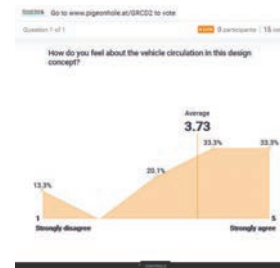 Go to www.pigeonhole.at/GRCD2 to vote
Question 1 of 1
participants
How do you feel about the vehicle circulation in this design
concept?
Average
3.73
33.3%
33.3%
20.1%
13.3%
1
5
Strongly disagree
Strongly agree